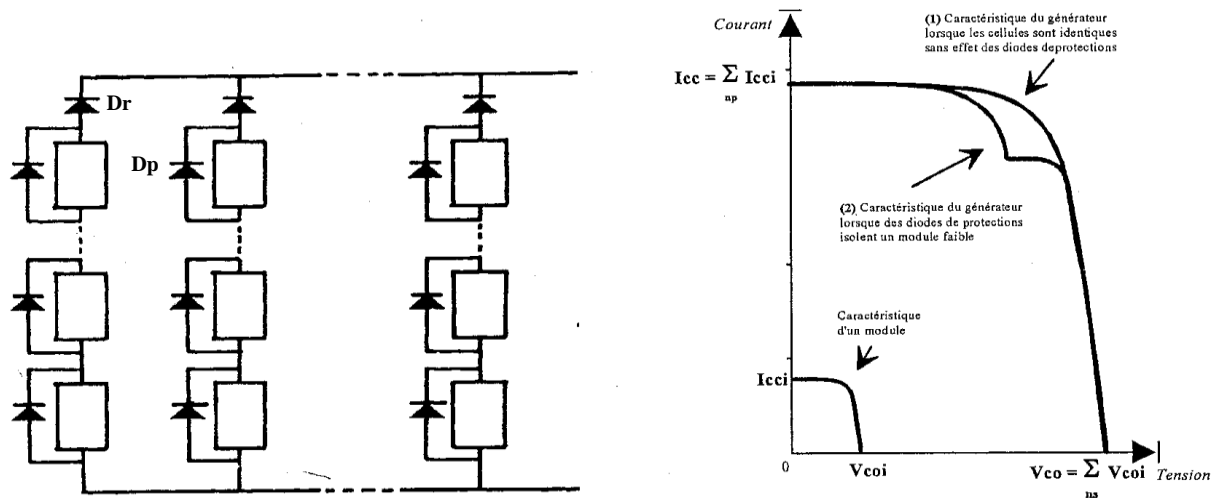 Dr
Dp
Courant
(1) Caractéristique du générateur
lorsque les cellules sont identiques
sans effet des diodes deprotections
Icc = Σ Icci
np
(2) Caractéristique du générateur
lorsque des diodes de protections
isolent un module faible
Caractéristique
d'un module
Icci
0
Vcoi
Vco = Σ Vcoi
ns
Tension